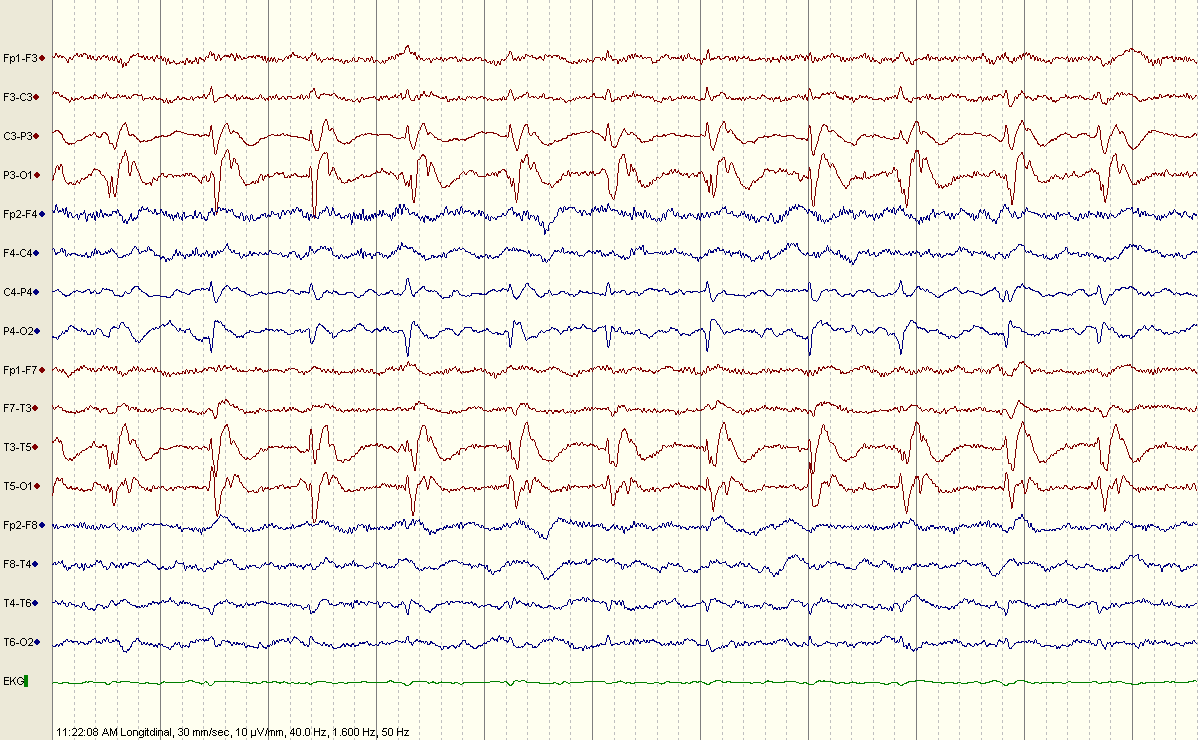 Fp1-F3
F3-C3
C3-P3
P3-O1
Fp2-F4
F4-C4
C4-P4
P4-O2
Fp1-F7
F7-T3
T3-T5
T5-O1
Fp2-F8
F8-T4
T4-T6
T6-O2
EKG
11:22:08 AM Longitdinal, 30 mm/sec, 10 µV/mm, 40.0 Hz, 1.600 Hz, 50 Hz